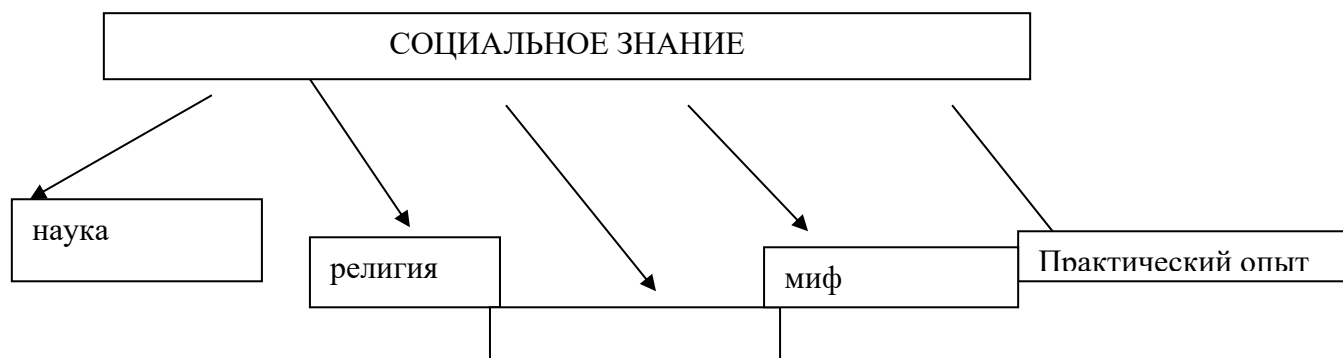 СОЦИАЛЬНОЕ ЗНАНИЕ
наука
религия
миф
Практический опыт